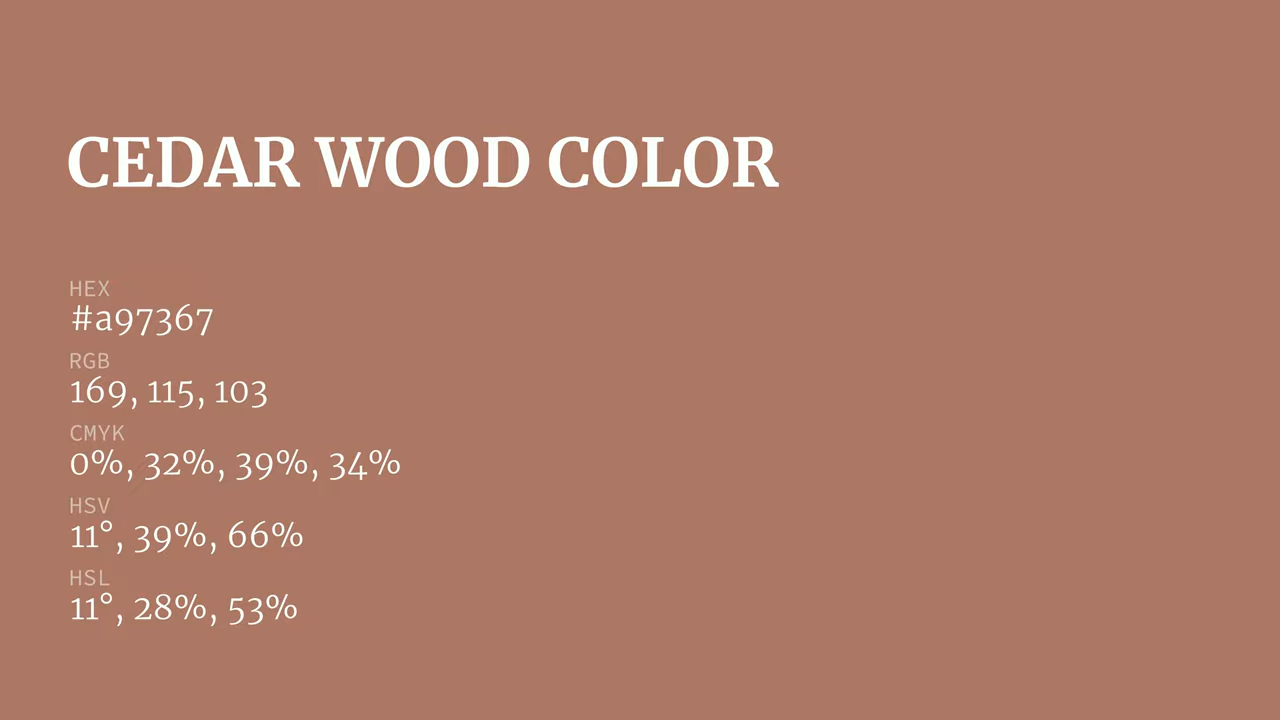 CEDAR WOOD COLOR
HEX
#a97367
RGB
169, 115, 103
CMYK
0%, 32%, 39%, 34%
HSV
11°, 39%, 66%
HSL
11°, 28%, 53%